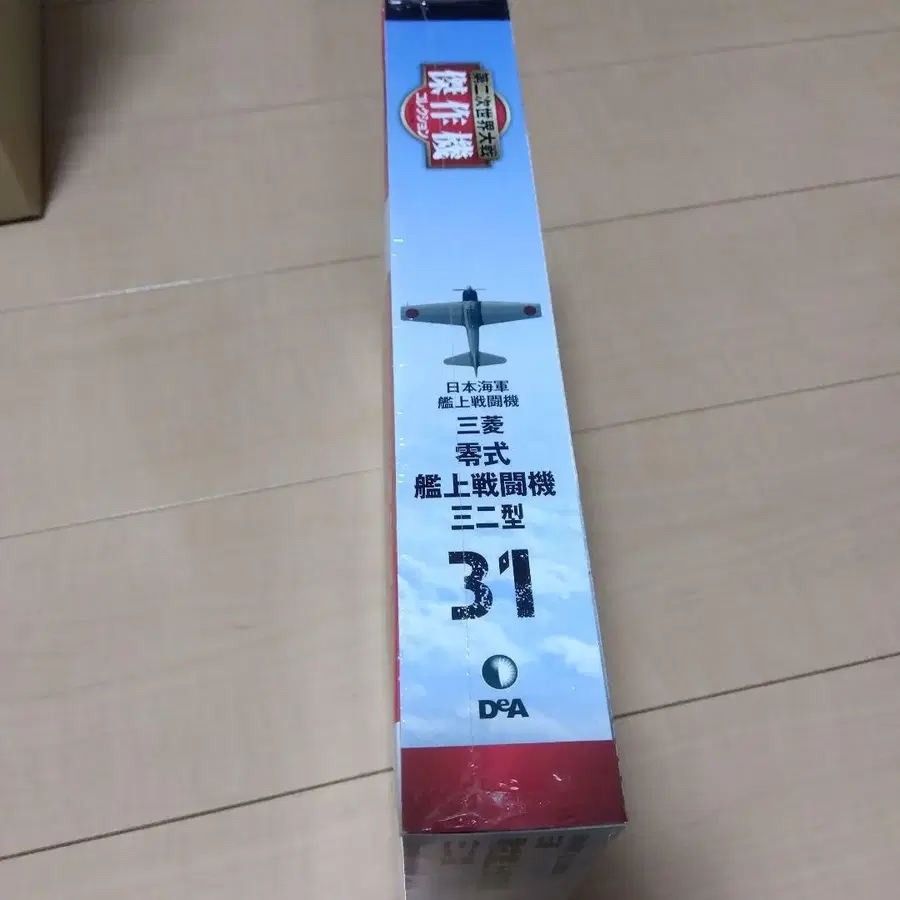 第二次世界大戦
傑作機
コレクション
日本海軍
艦上戦闘機
三菱
零式
艦上戦闘機
三二型
31
DeA